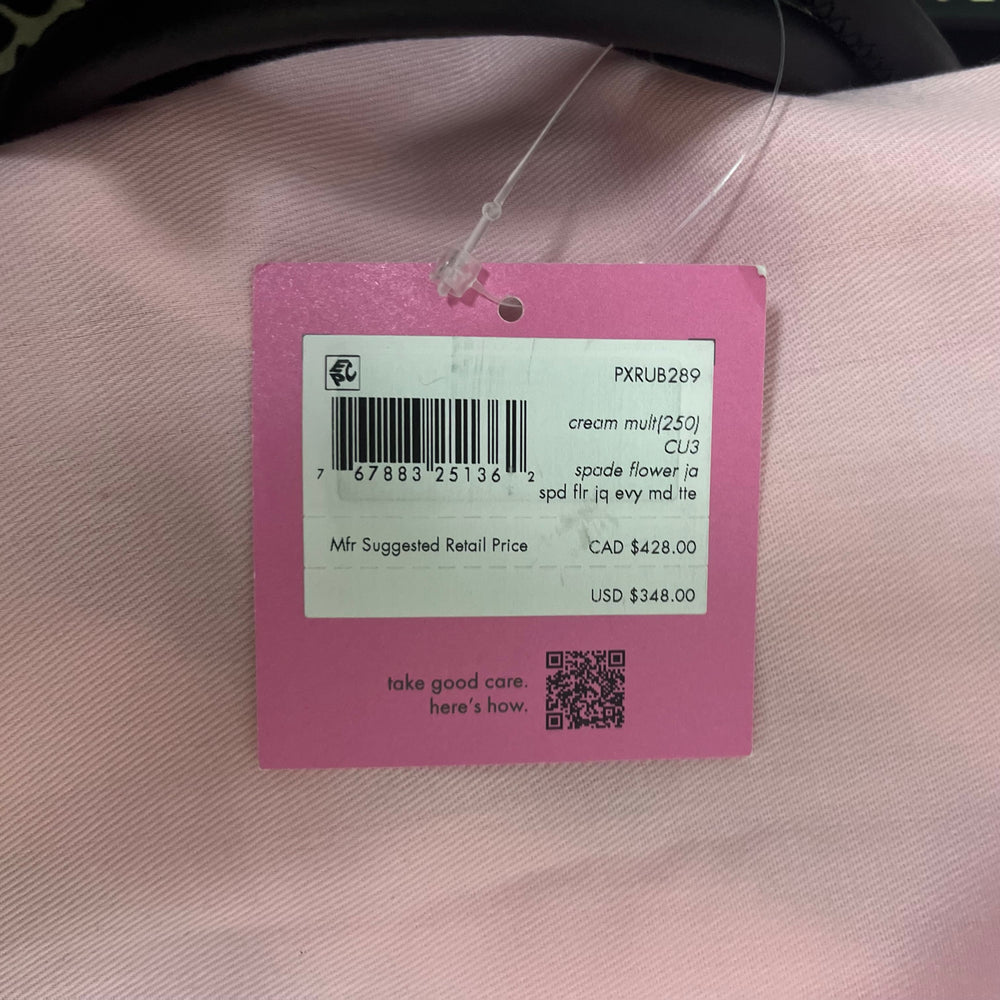 EPC
PXRUB289
cream mult(250)
CU3
spade flower ja
spd flr jq evy md tte
7 67883 25136 2
Mfr Suggested Retail Price CAD $428.00
USD $348.00
take good care.
here's how.